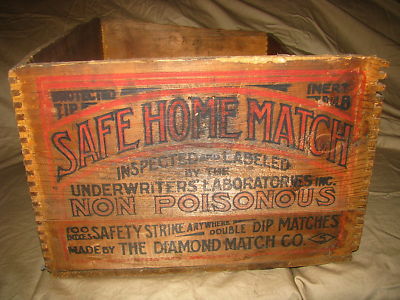 PROTECTED TIP
INERT
SAFE HOME MATCH
INSPECTED AND LABELED
BY THE
UNDERWRITERS' LABORATORIES INC.
NON POISONOUS
SAFETY STRIKE ANYWHERE DOUBLE DIP MATCHES
MADE BY THE DIAMOND MATCH CO.